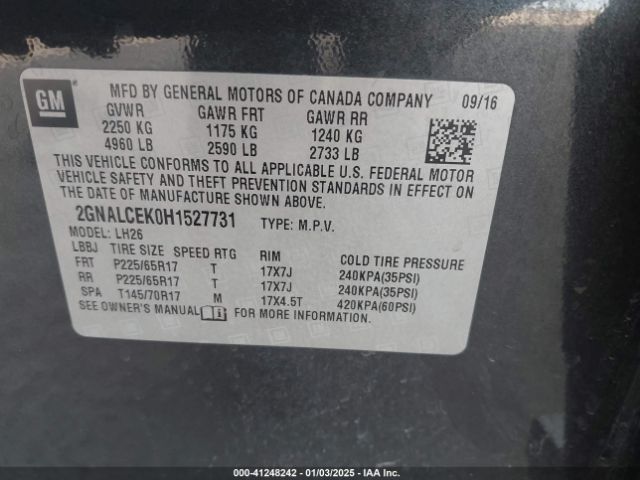 GM
MFD BY GENERAL MOTORS OF CANADA COMPANY 09/16
GVWR GAWR FRT GAWR RR
2250 KG 1175 KG 1240 KG
4960 LB 2590 LB 2733 LB
THIS VEHICLE CONFORMS TO ALL APPLICABLE U.S. FEDERAL MOTOR
VEHICLE SAFETY AND THEFT PREVENTION STANDARDS IN EFFECT ON
THE DATE OF MANUFACTURE SHOWN ABOVE.
2GNALCEK0H1527731 TYPE: M.P.V.
MODEL: LH26
LBBJ TIRE SIZE SPEED RTG RIM COLD TIRE PRESSURE
FRT P225/65R17 T 17X7J 240KPA(35PSI)
RR P225/65R17 T 17X7J 240KPA(35PSI)
SPA T145/70R17 M 17X4.5T 420KPA(60PSI)
SEE OWNER'S MANUAL FOR MORE INFORMATION.
000-41248242 - 01/03/2025 - IAA Inc.